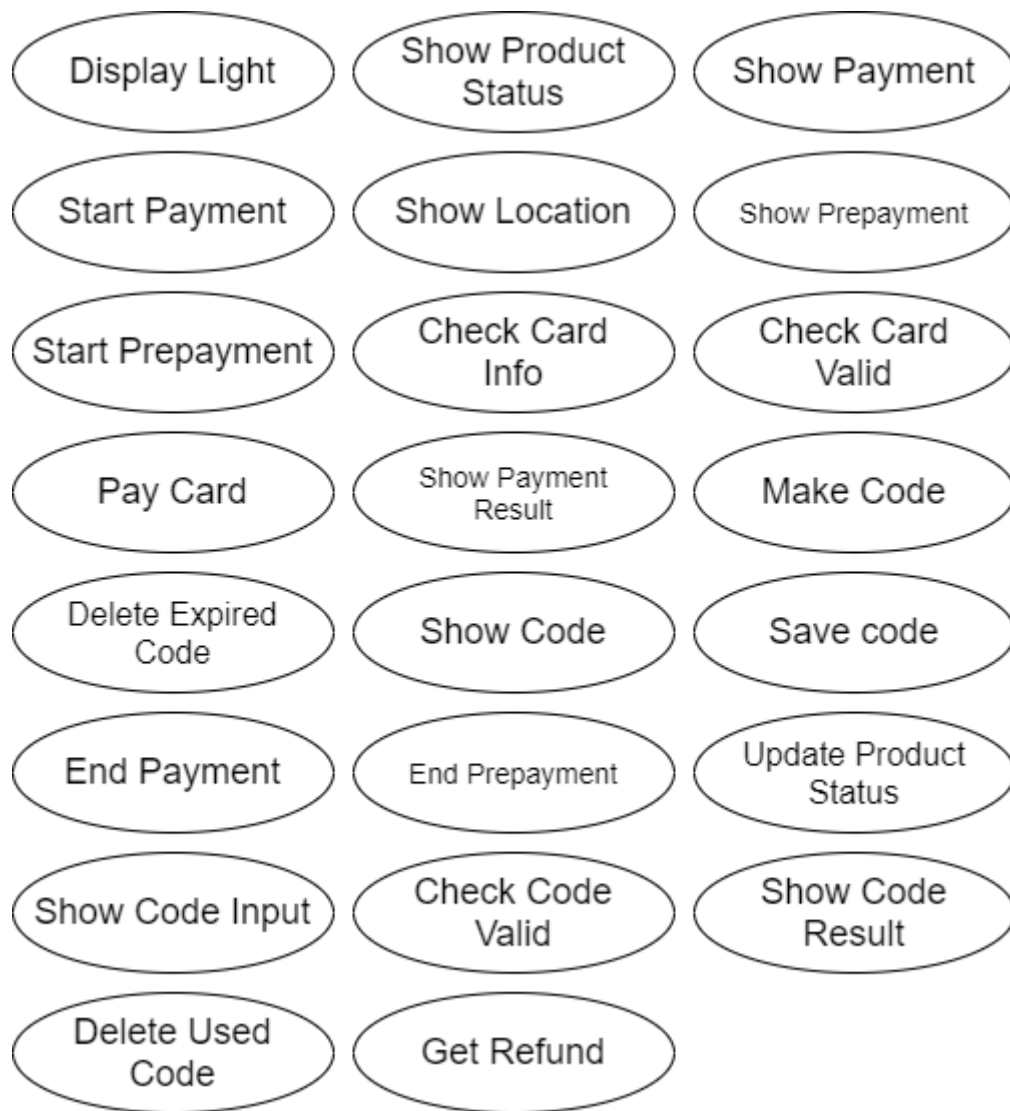 Display Light
Show Product
Status
Show Payment
Start Payment
Show Location
Show Prepayment
Start Prepayment
Check Card
Info
Check Card
Valid
Pay Card
Show Payment
Result
Make Code
Delete Expired
Code
Show Code
Save code
End Payment
End Prepayment
Update Product
Status
Show Code Input
Check Code
Valid
Show Code
Result
Delete Used
Code
Get Refund